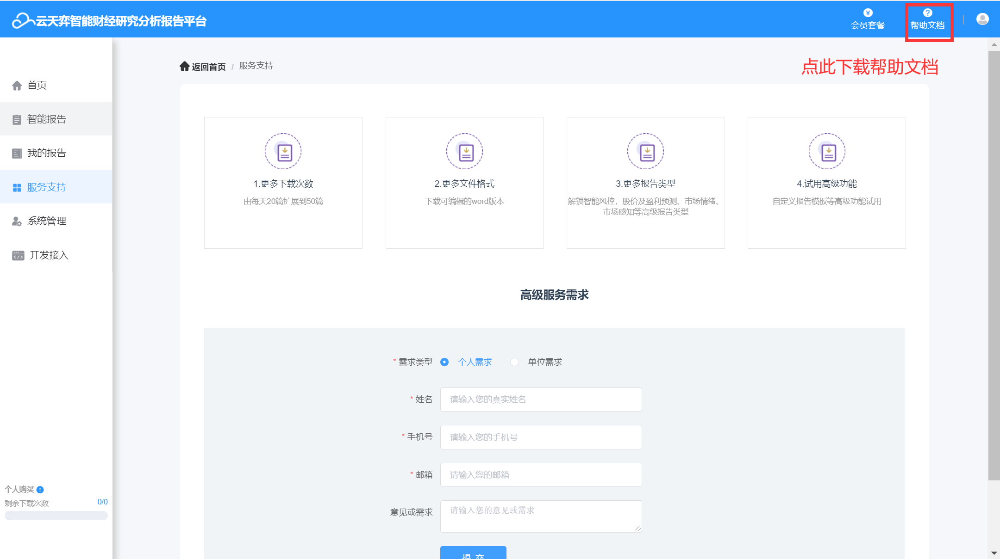 云天弈智能财经研究分析报告平台
会员套餐
帮助文档
点此下载帮助文档
返回首页 / 服务支持
首页
智能报告
我的报告
服务支持
系统管理
开发接入
个人购买
剩余下载次数 0/0
1.更多下载次数
由每天20篇扩展到50篇
2.更多文件格式
下载可编辑的word版本
3.更多报告类型
解锁智能风控，股价及盈利预测、市场情绪、
市场感知等高级报告类型
4.试用高级功能
自定义报告模板等高级功能试用
高级服务需求
* 需求类型 个人需求 单位需求
* 姓名 请输入您的真实姓名
* 手机号 请输入您的手机号
* 邮箱 请输入您的邮箱
意见或需求 请输入您的意见或需求
提 交